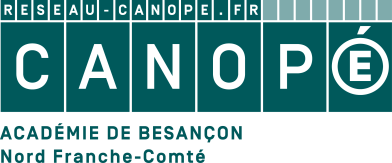 RESEAU-CANOPE.FR
CANOPÉ
ACADÉMIE DE BESANÇON
Nord Franche-Comté